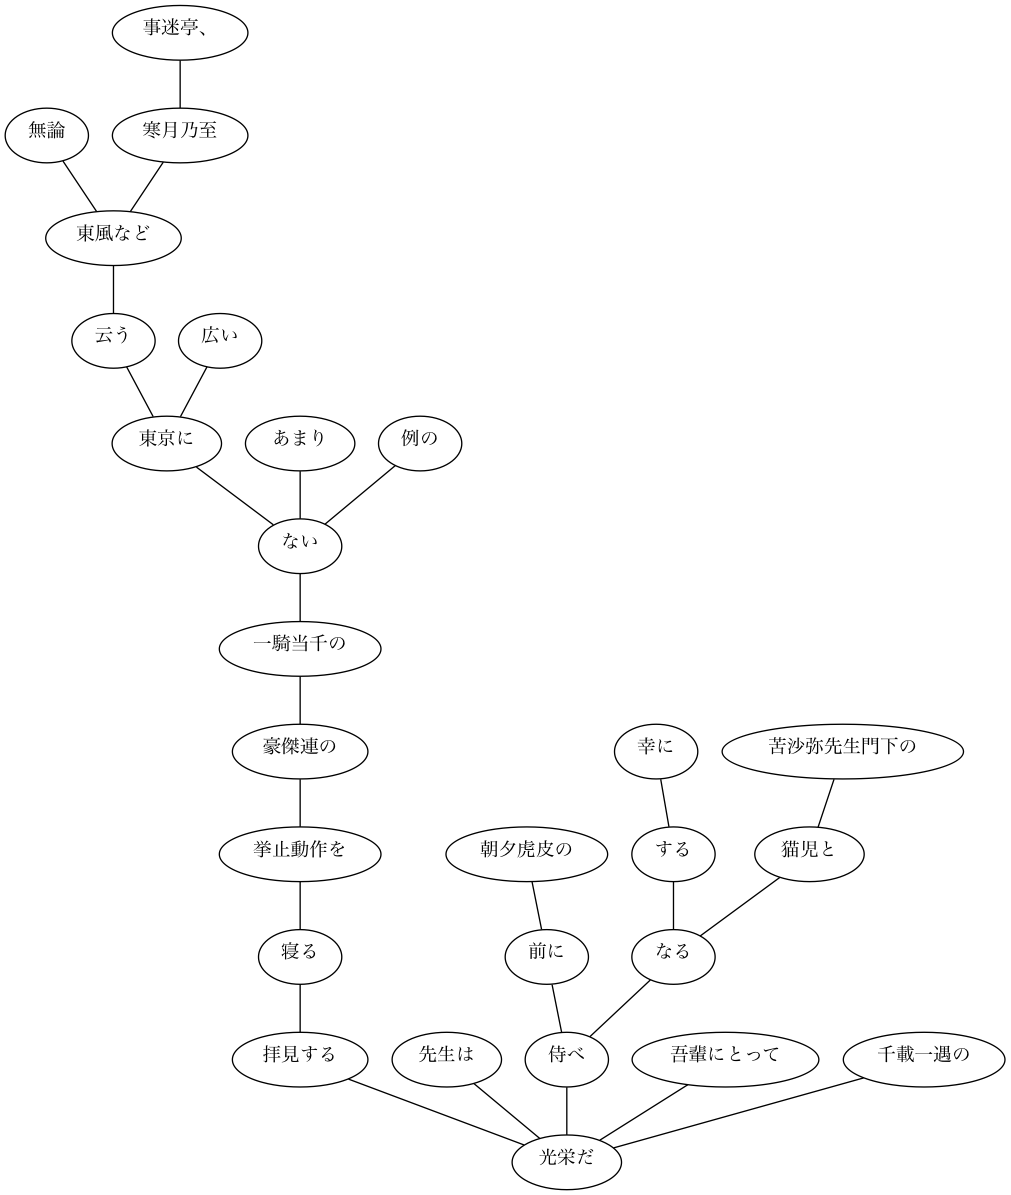 事迷亭、
無論
寒月乃至
東風など
云う
広い
東京に
あまり
例の
ない
一騎当千の
豪傑連の
幸に
苦沙弥先生門下の
挙止動作を
朝夕虎皮の
する
猫児と
寝る
前に
なる
拝見する
先生は
侍べ
吾輩にとって
千載一遇の
光栄だ